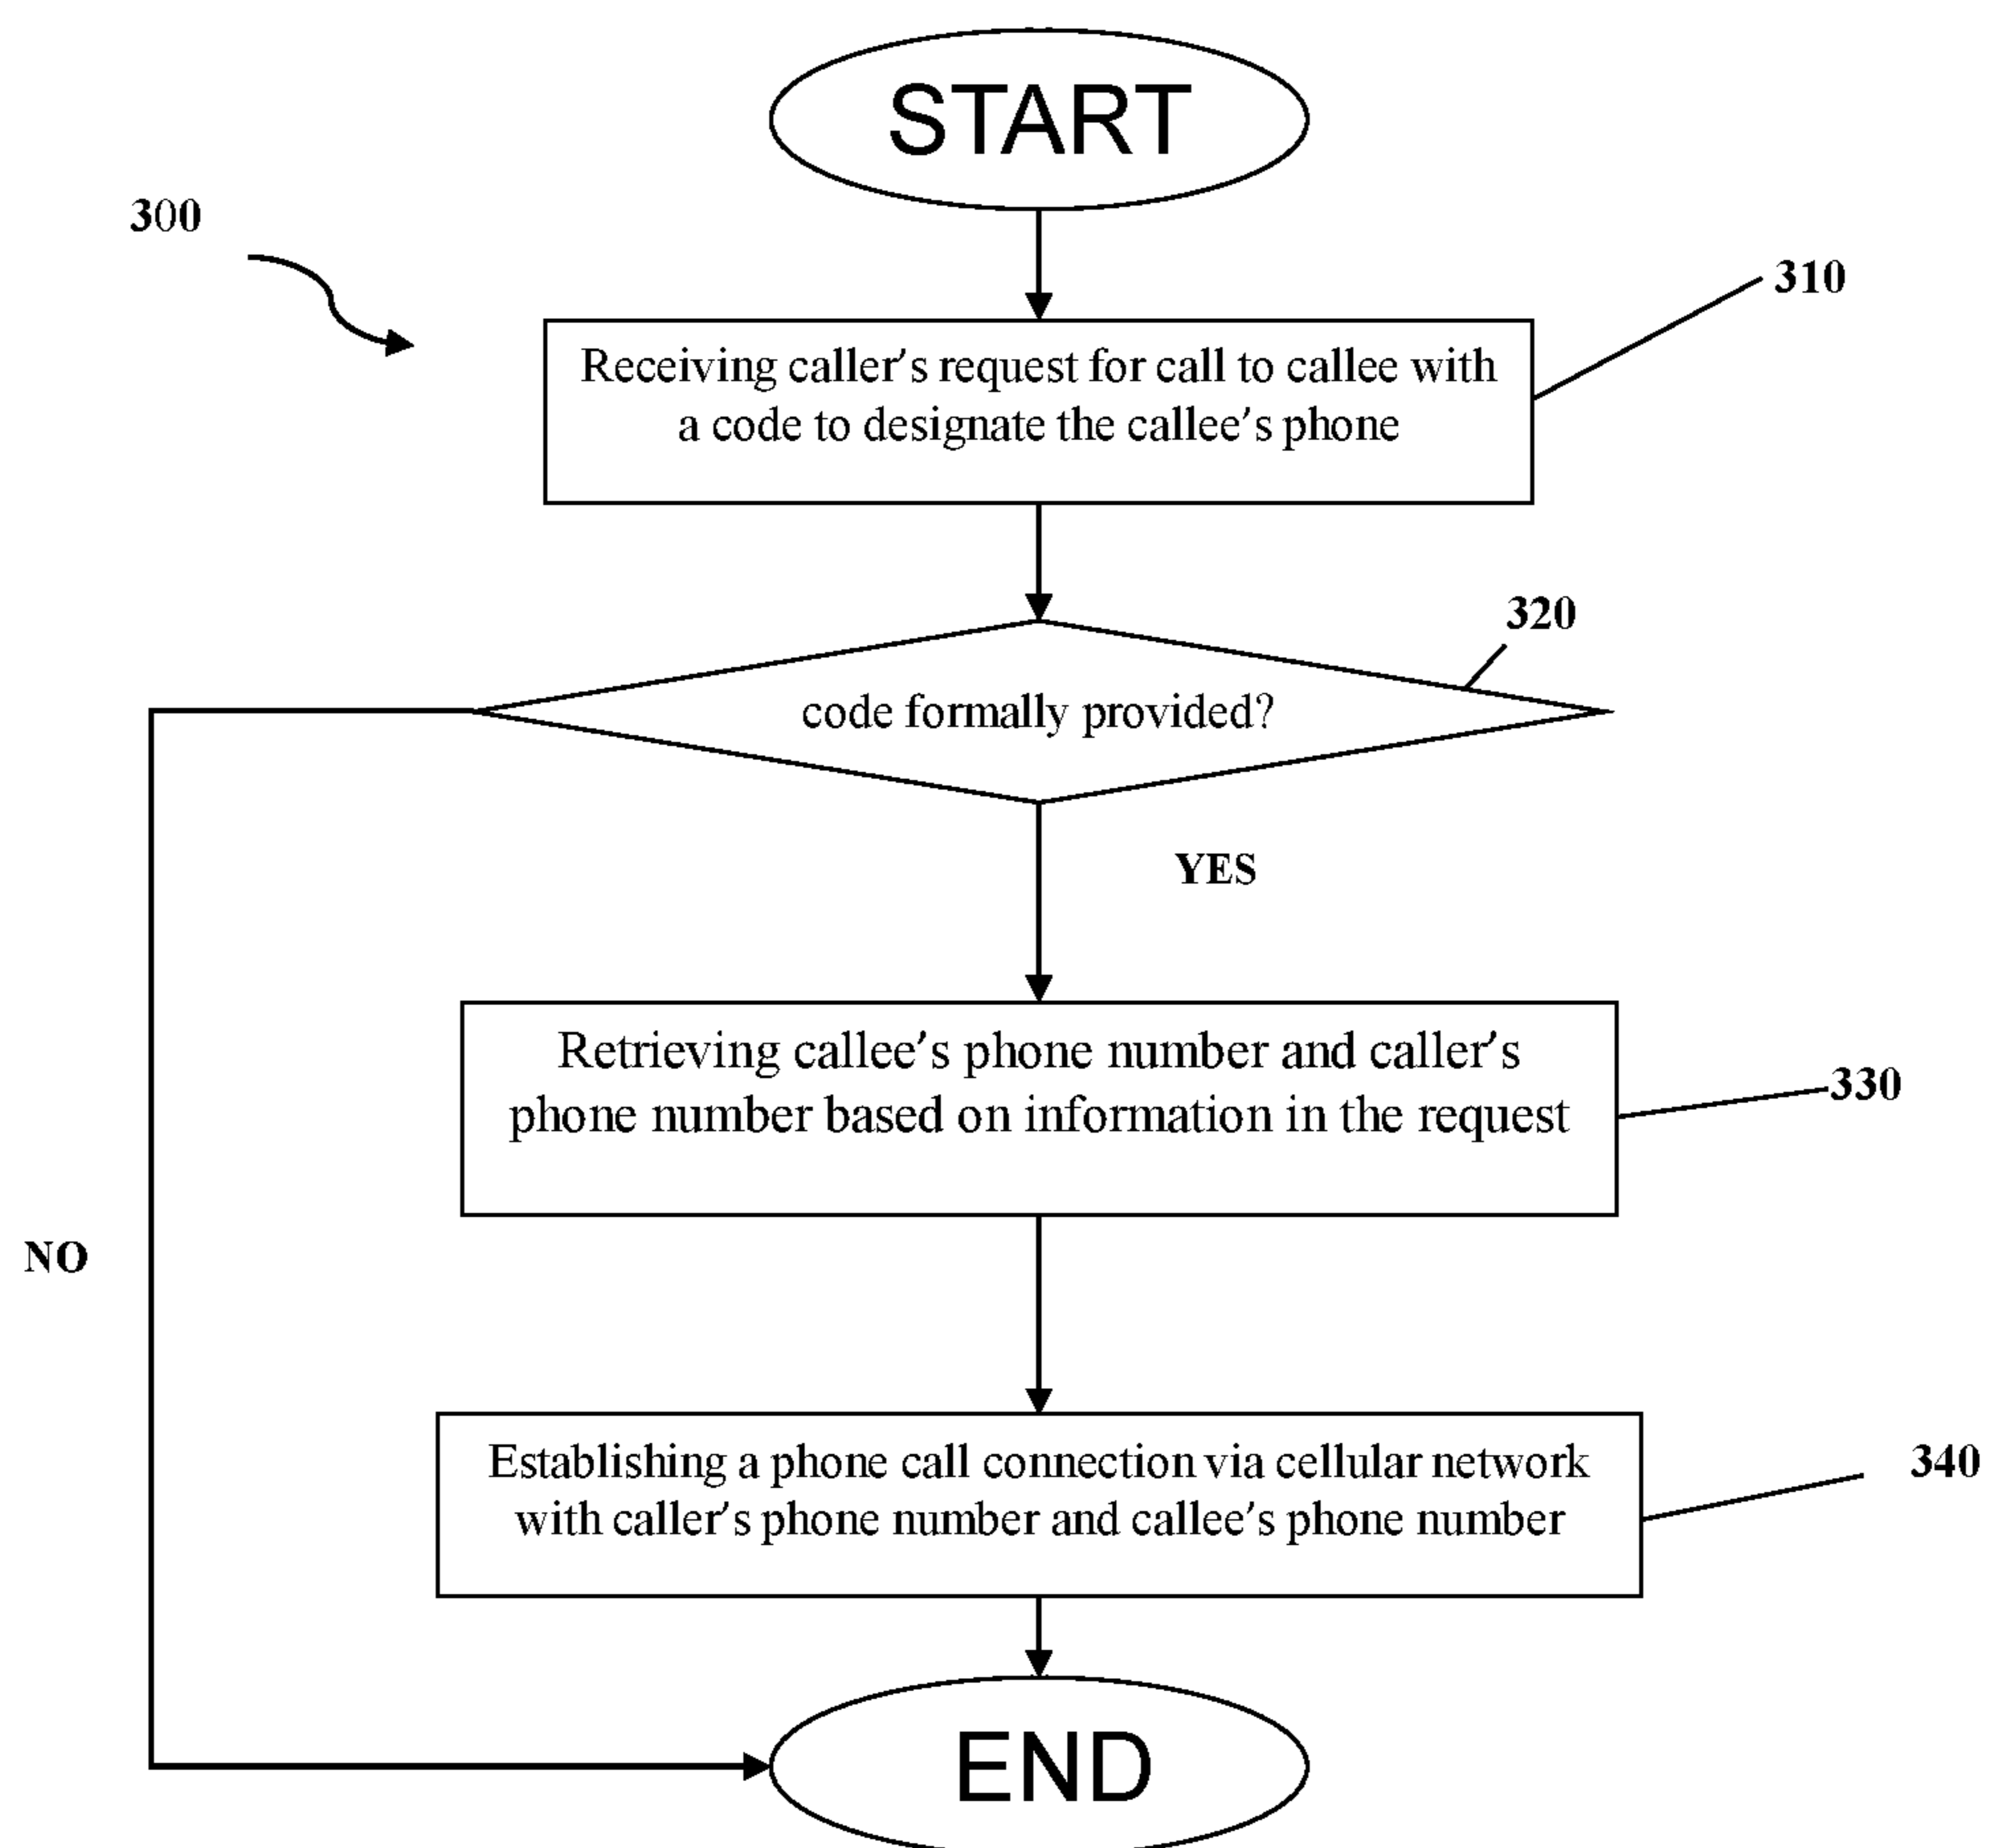 START
300
310
Receiving caller's request for call to callee with
a code to designate the callee's phone
320
code formally provided?
YES
Retrieving callee's phone number and caller's
phone number based on information in the request
330
NO
Establishing a phone call connection via cellular network
with caller's phone number and callee's phone number
340
END